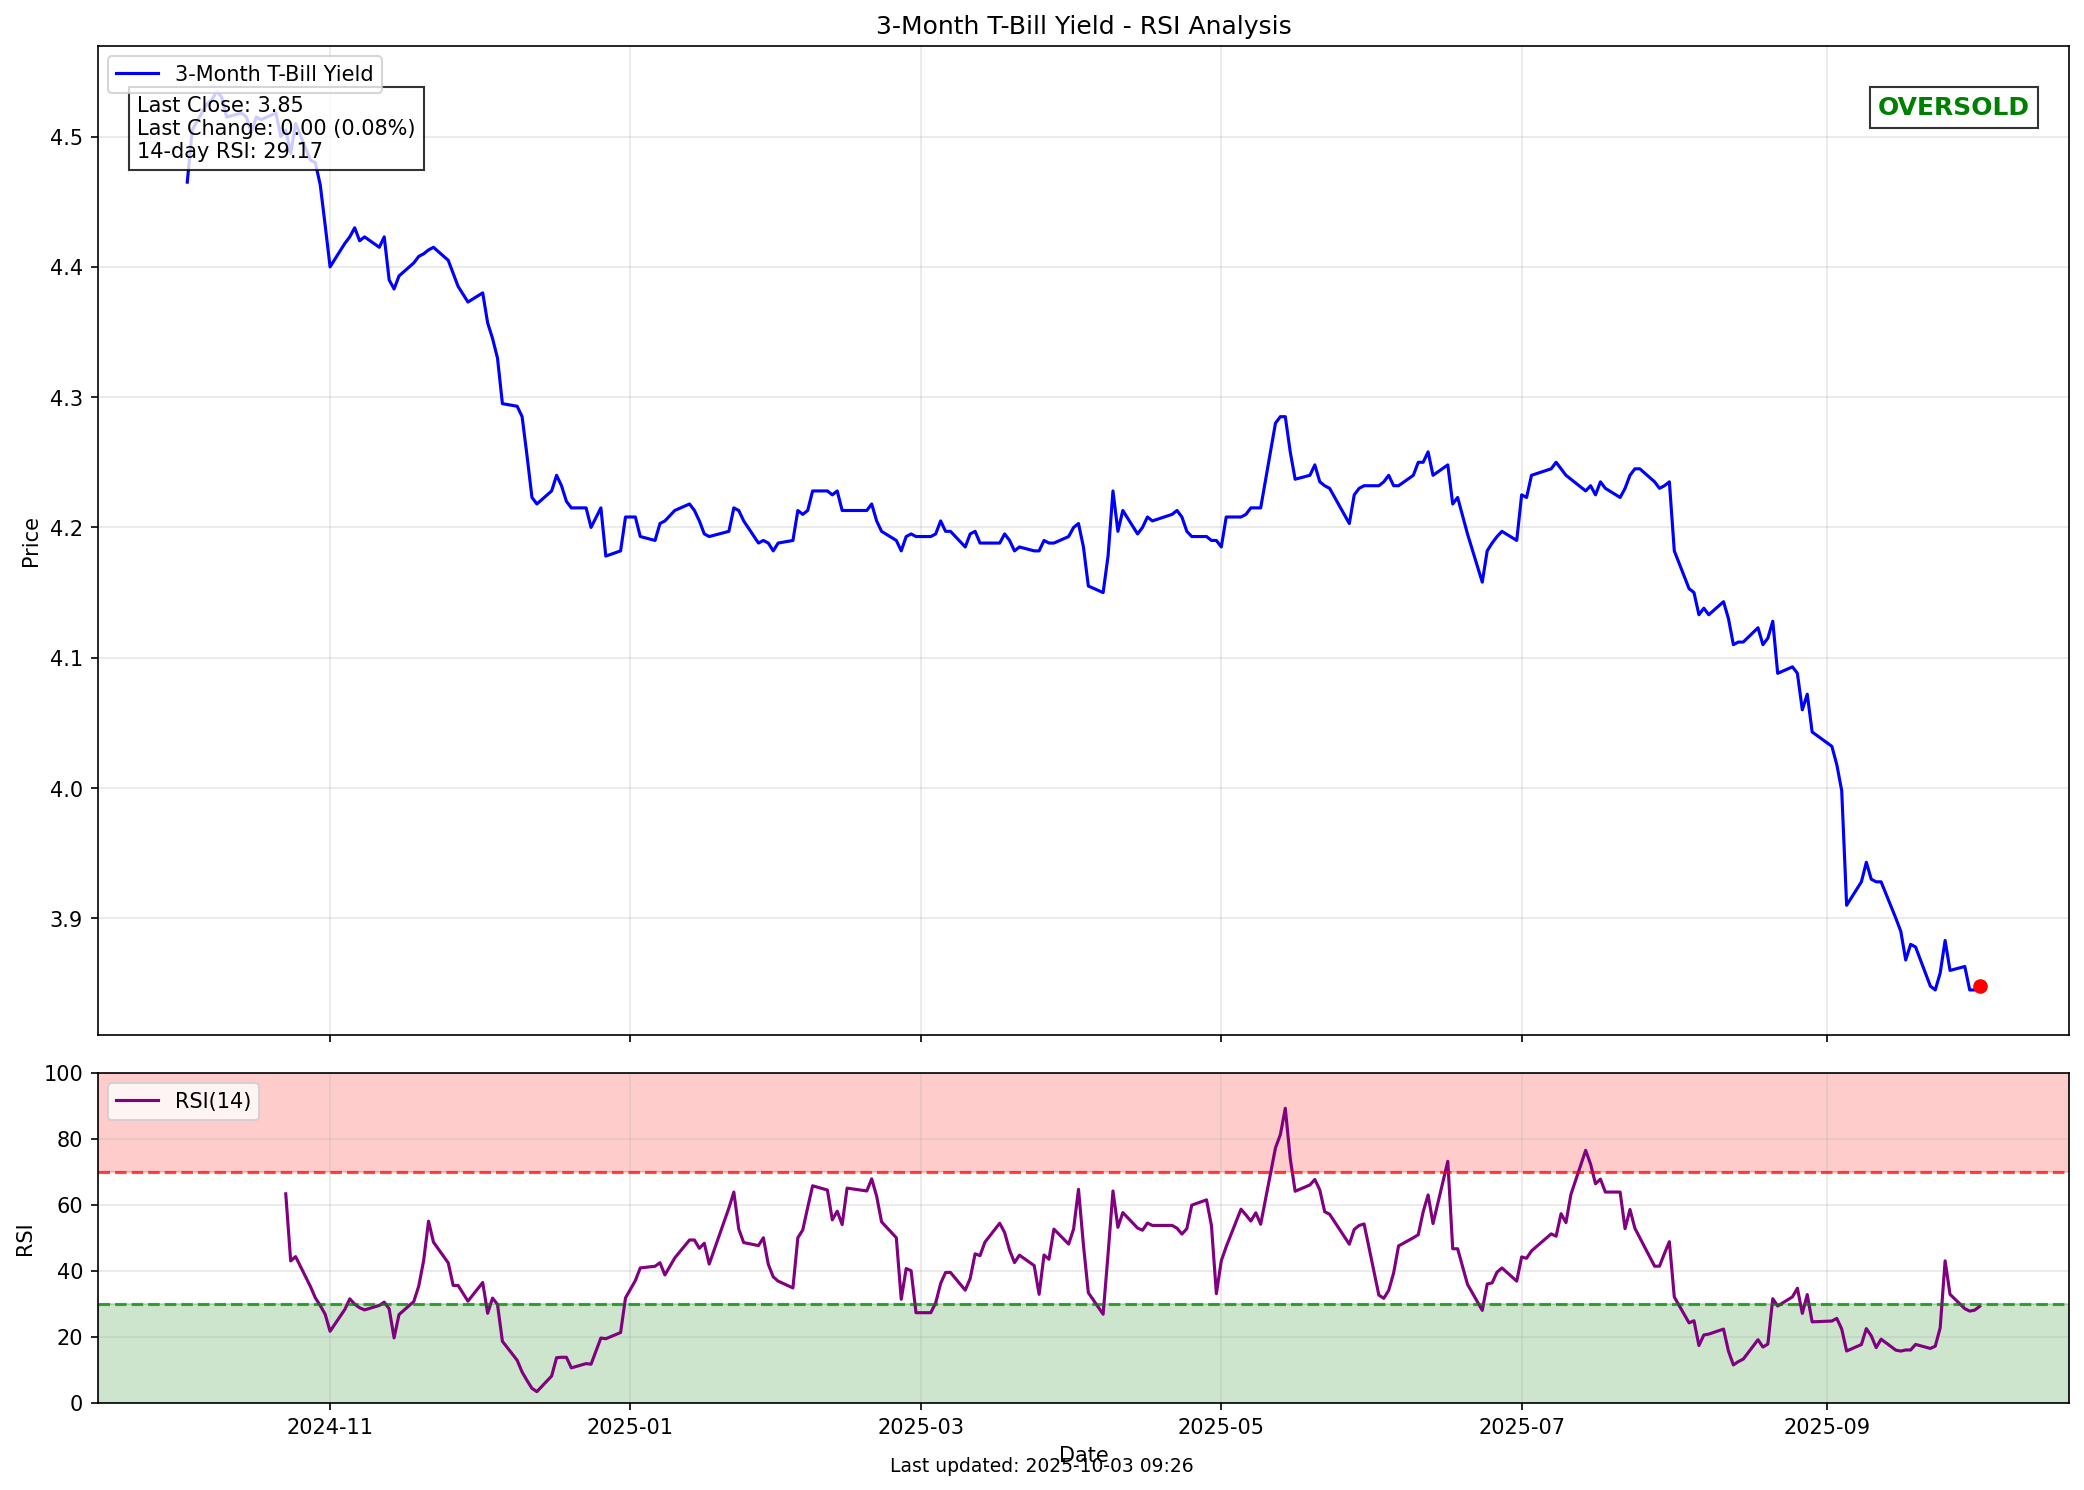 3-Month T-Bill Yield - RSI Analysis
3-Month T-Bill Yield
Last Close: 3.85
Last Change: 0.00 (0.08%)
14-day RSI: 29.17
OVERSOLD
4.5
4.4
4.3
4.2
4.1
4.0
3.9
Price
RSI(14)
100
80
60
40
20
0
RSI
2024-11
2025-01
2025-03
2025-05
2025-07
2025-09
Date
Last updated: 2025-10-03 09:26